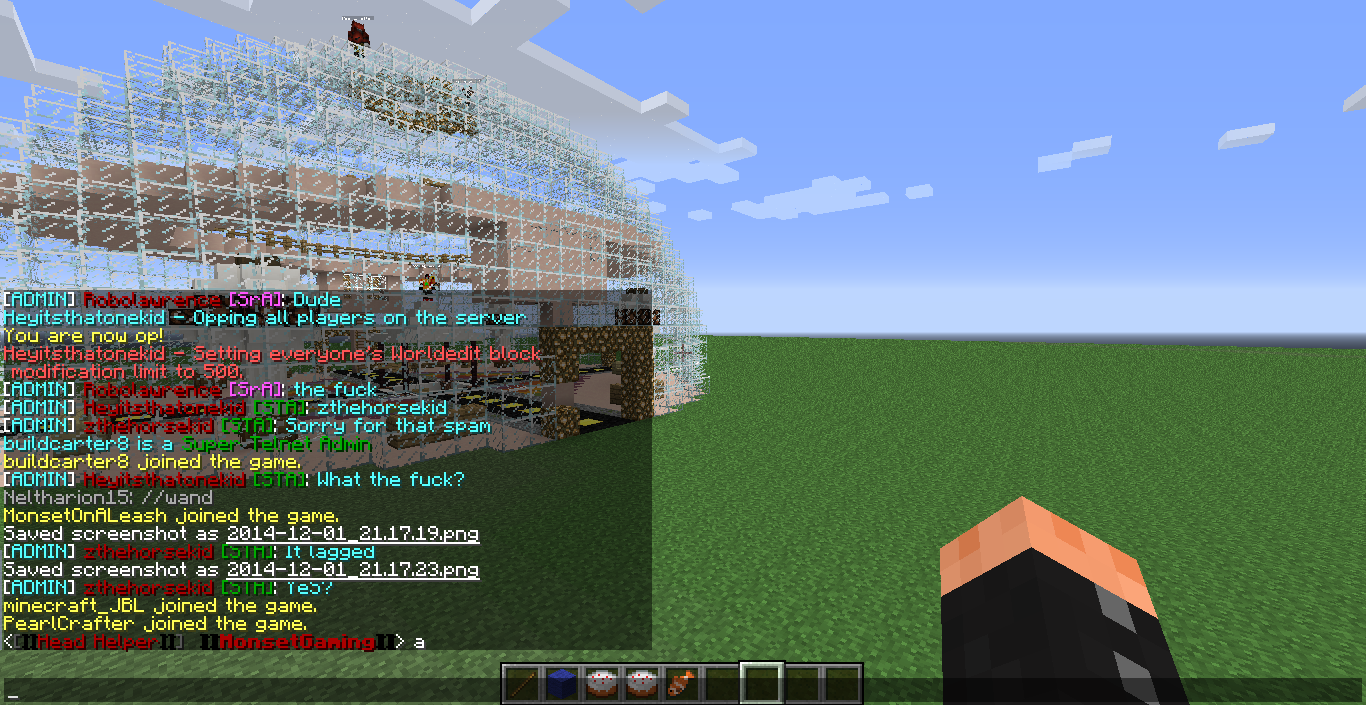 [ADMIN] Robolaurence [SrA]: Dude
Heyitsthatonekid - Opping all players on the server
You are now op!
Heyitsthatonekid - Setting everyone's Worldedit block
modification limit to 500.
[ADMIN] Robolaurence [SrA]: the fuck
[ADMIN] Heyitsthatonekid [STA]: zthehorsekid
[ADMIN] zthehorsekid [STA]: Sorry for that spam
buildcarter8 is a Super Telnet Admin
buildcarter8 joined the game.
[ADMIN] Heyitsthatonekid [STA]: What the fuck?
Neltharion15: //wand
MonsetOnALeash joined the game.
Saved screenshot as 2014-12-01_21.17.19.png
[ADMIN] zthehorsekid [STA]: It lagged
Saved screenshot as 2014-12-01_21.17.23.png
[ADMIN] zthehorsekid [STA]: YeS?
minecraft_JBL joined the game.
PearlCrafter joined the game.
<[[[Head Helper]]] [[MonsetGaming]]> a
_